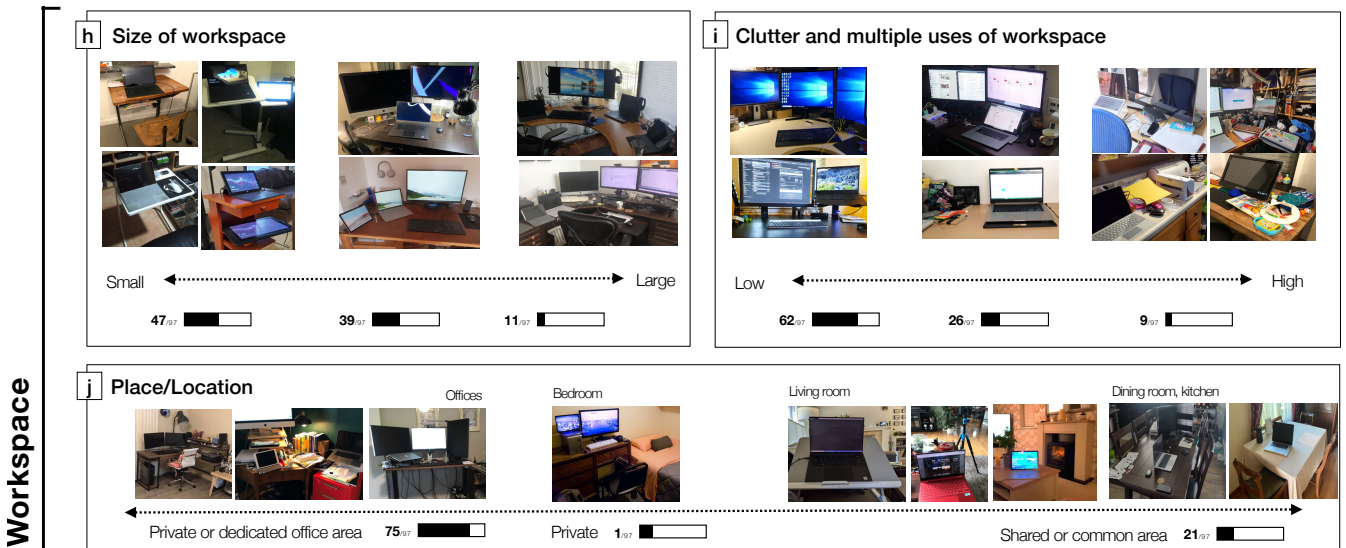 Workspace
h Size of workspace
Small Large
47/97 39/97 11/97
i Clutter and multiple uses of workspace
Low High
62/97 26/97 9/97
j Place/Location
Offices Bedroom Living room Dining room, kitchen
Private or dedicated office area 75/97 Private 1/97 Shared or common area 21/97